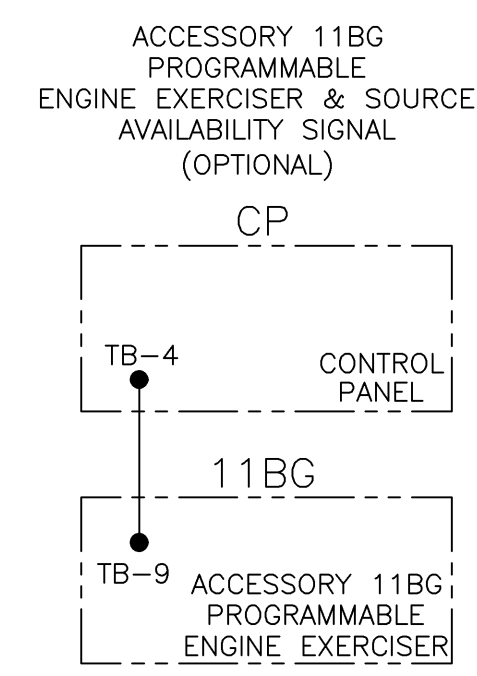 ACCESSORY 11BG
PROGRAMMABLE
ENGINE EXERCISER & SOURCE
AVAILABILITY SIGNAL
(OPTIONAL)
CP
TB-4
CONTROL
PANEL
11BG
TB-9
ACCESSORY 11BG
PROGRAMMABLE
ENGINE EXERCISER